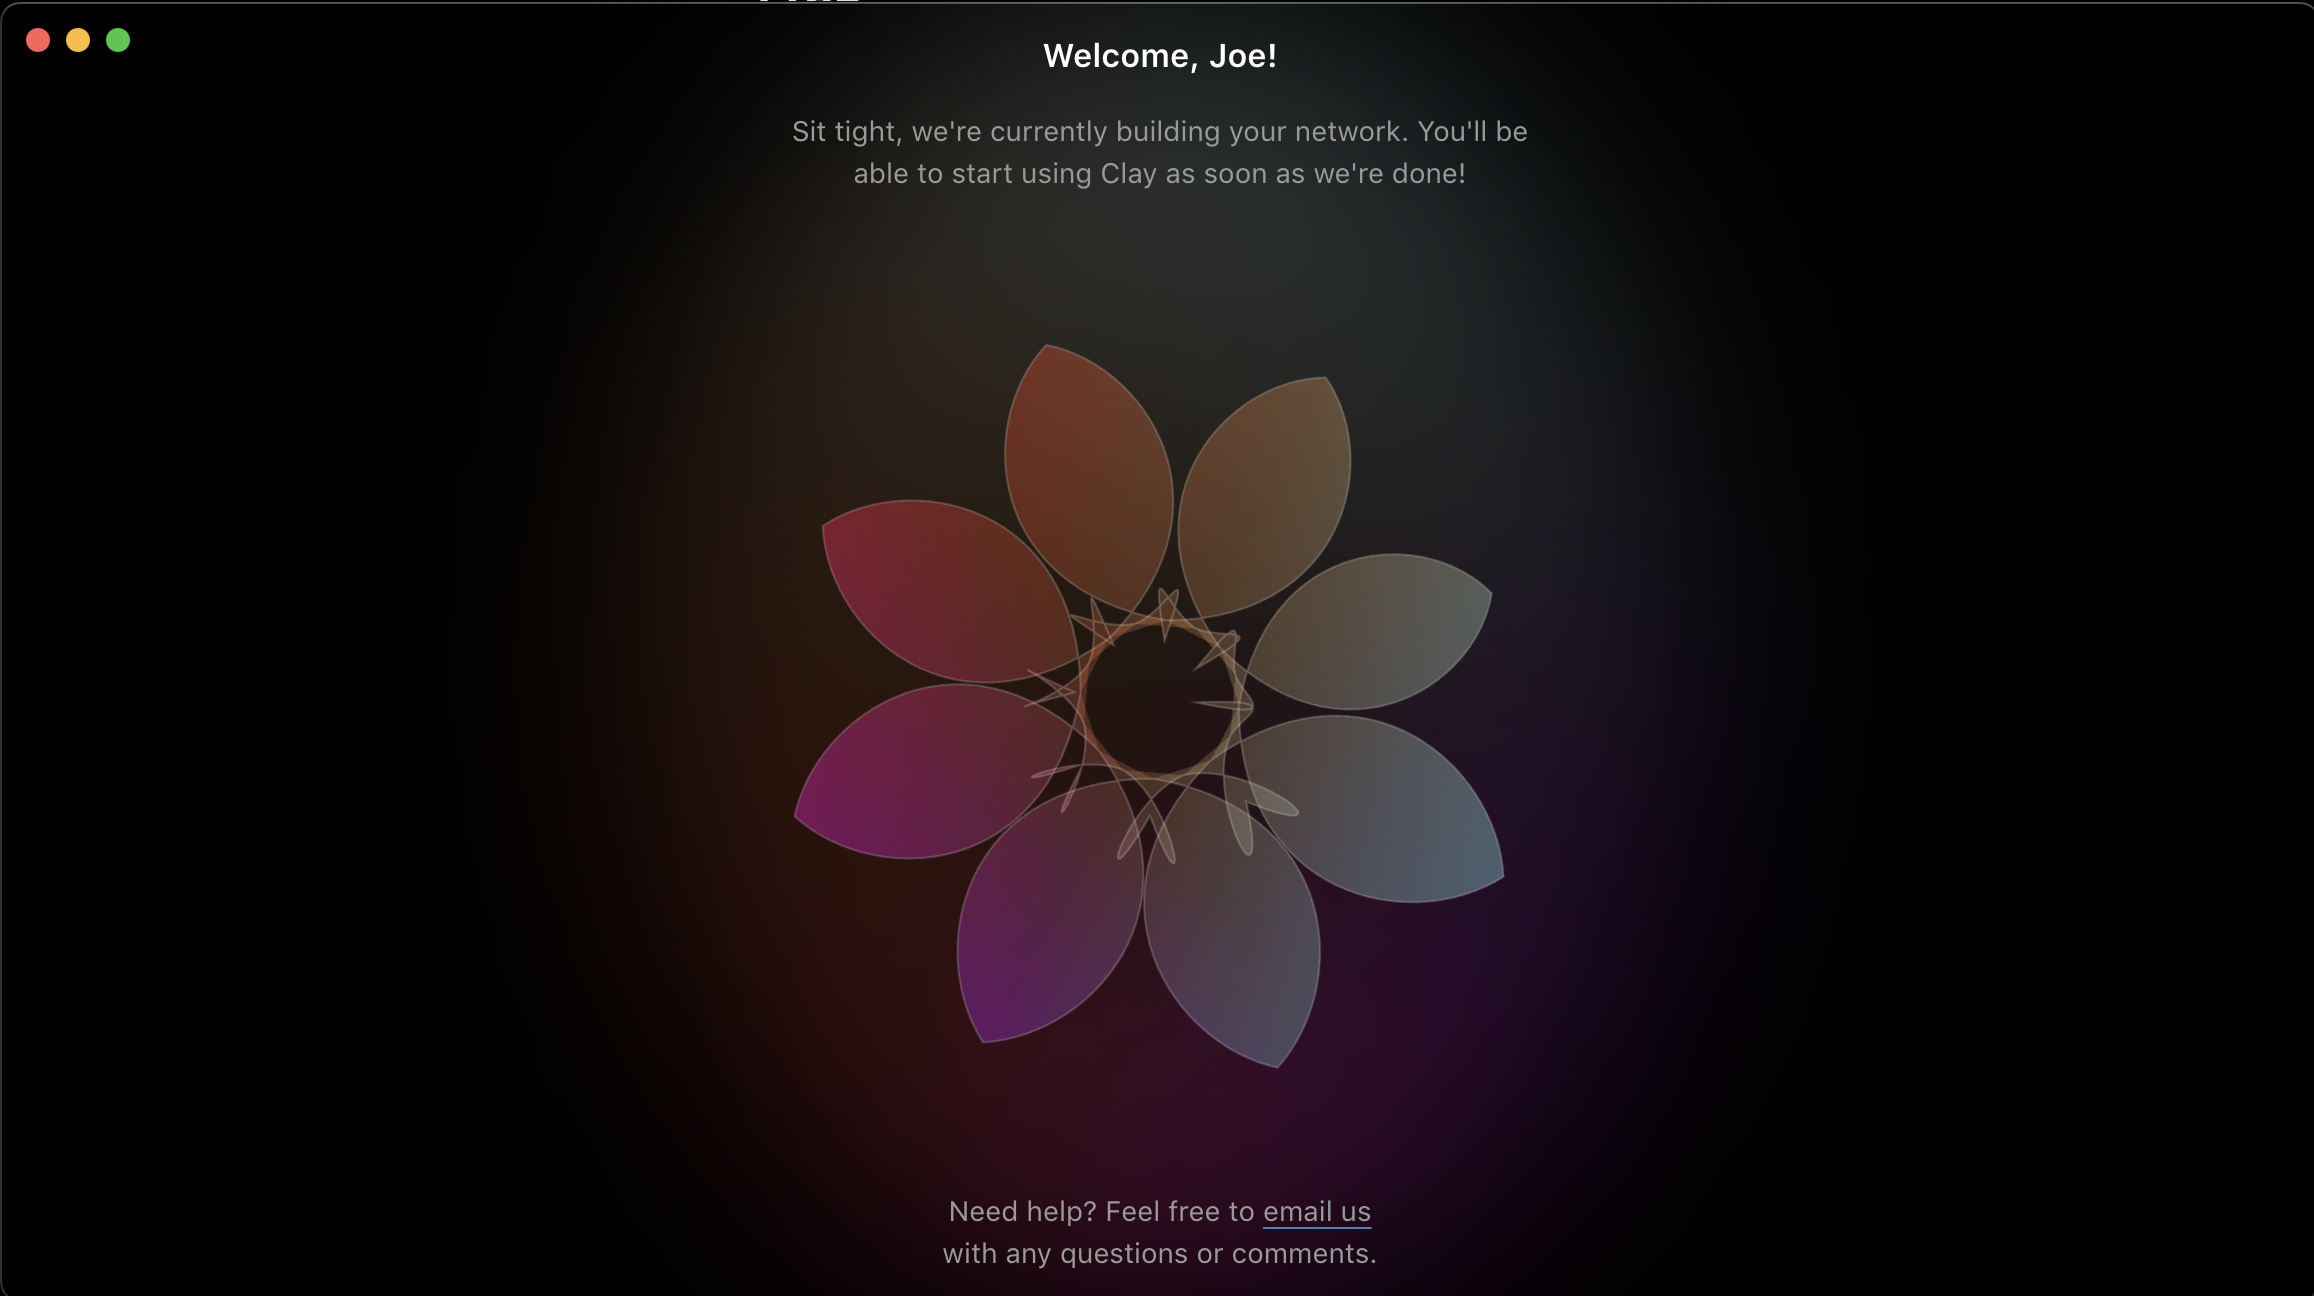 Welcome, Joe!
Sit tight, we're currently building your network. You'll be
able to start using Clay as soon as we're done!
Need help? Feel free to email us
with any questions or comments.